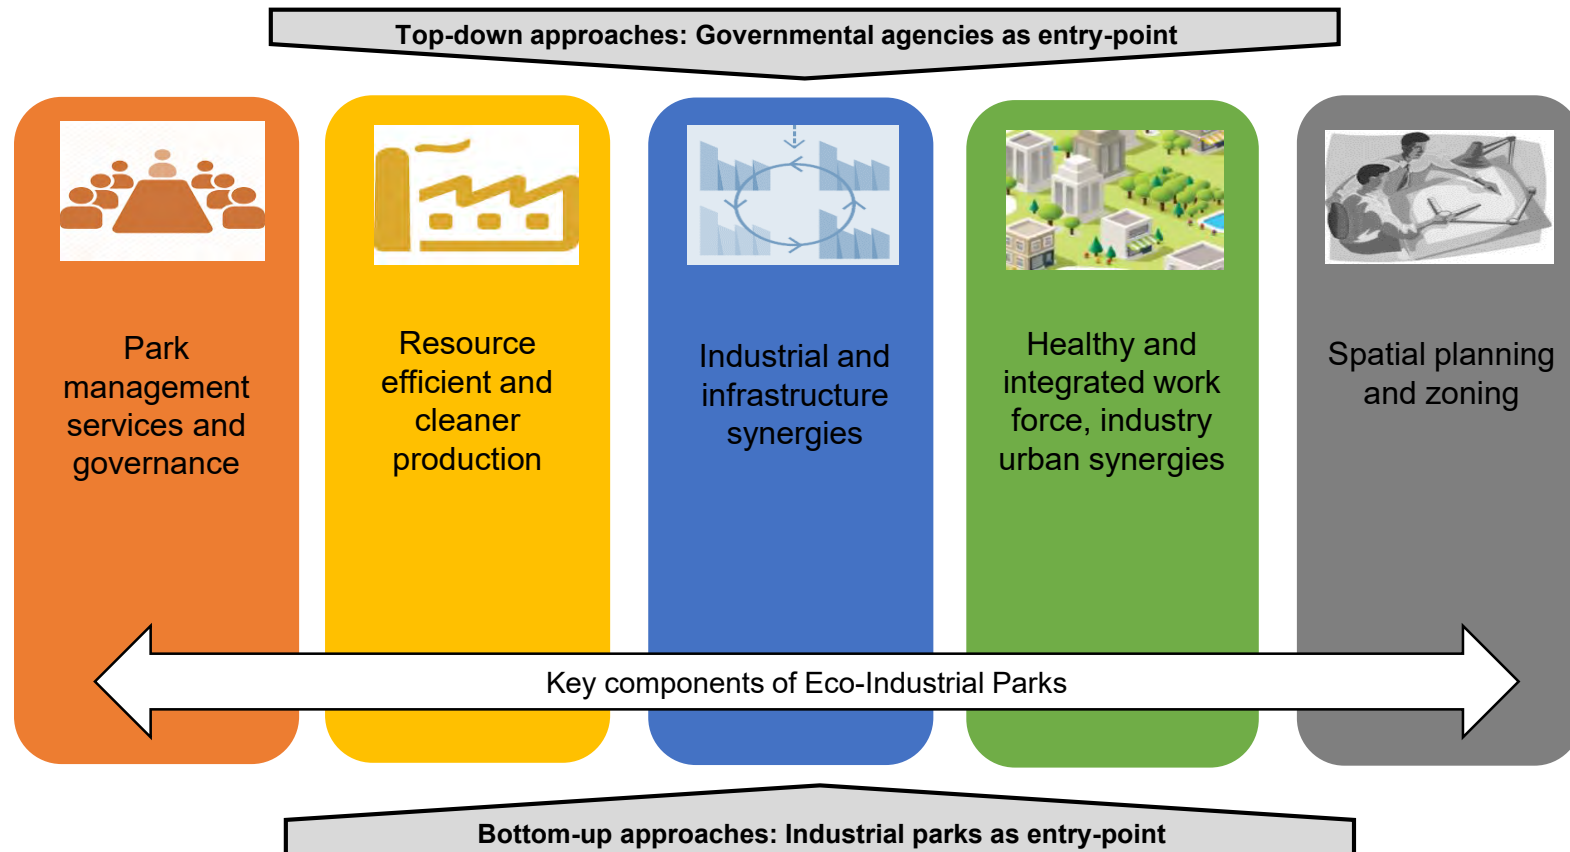 Top-down approaches: Governmental agencies as entry-point
Park
management
services and
governance
Resource
efficient and
cleaner
production
Industrial and
infrastructure
synergies
Healthy and
integrated work
force, industry
urban synergies
Spatial planning
and zoning
Key components of Eco-Industrial Parks
Bottom-up approaches: Industrial parks as entry-point